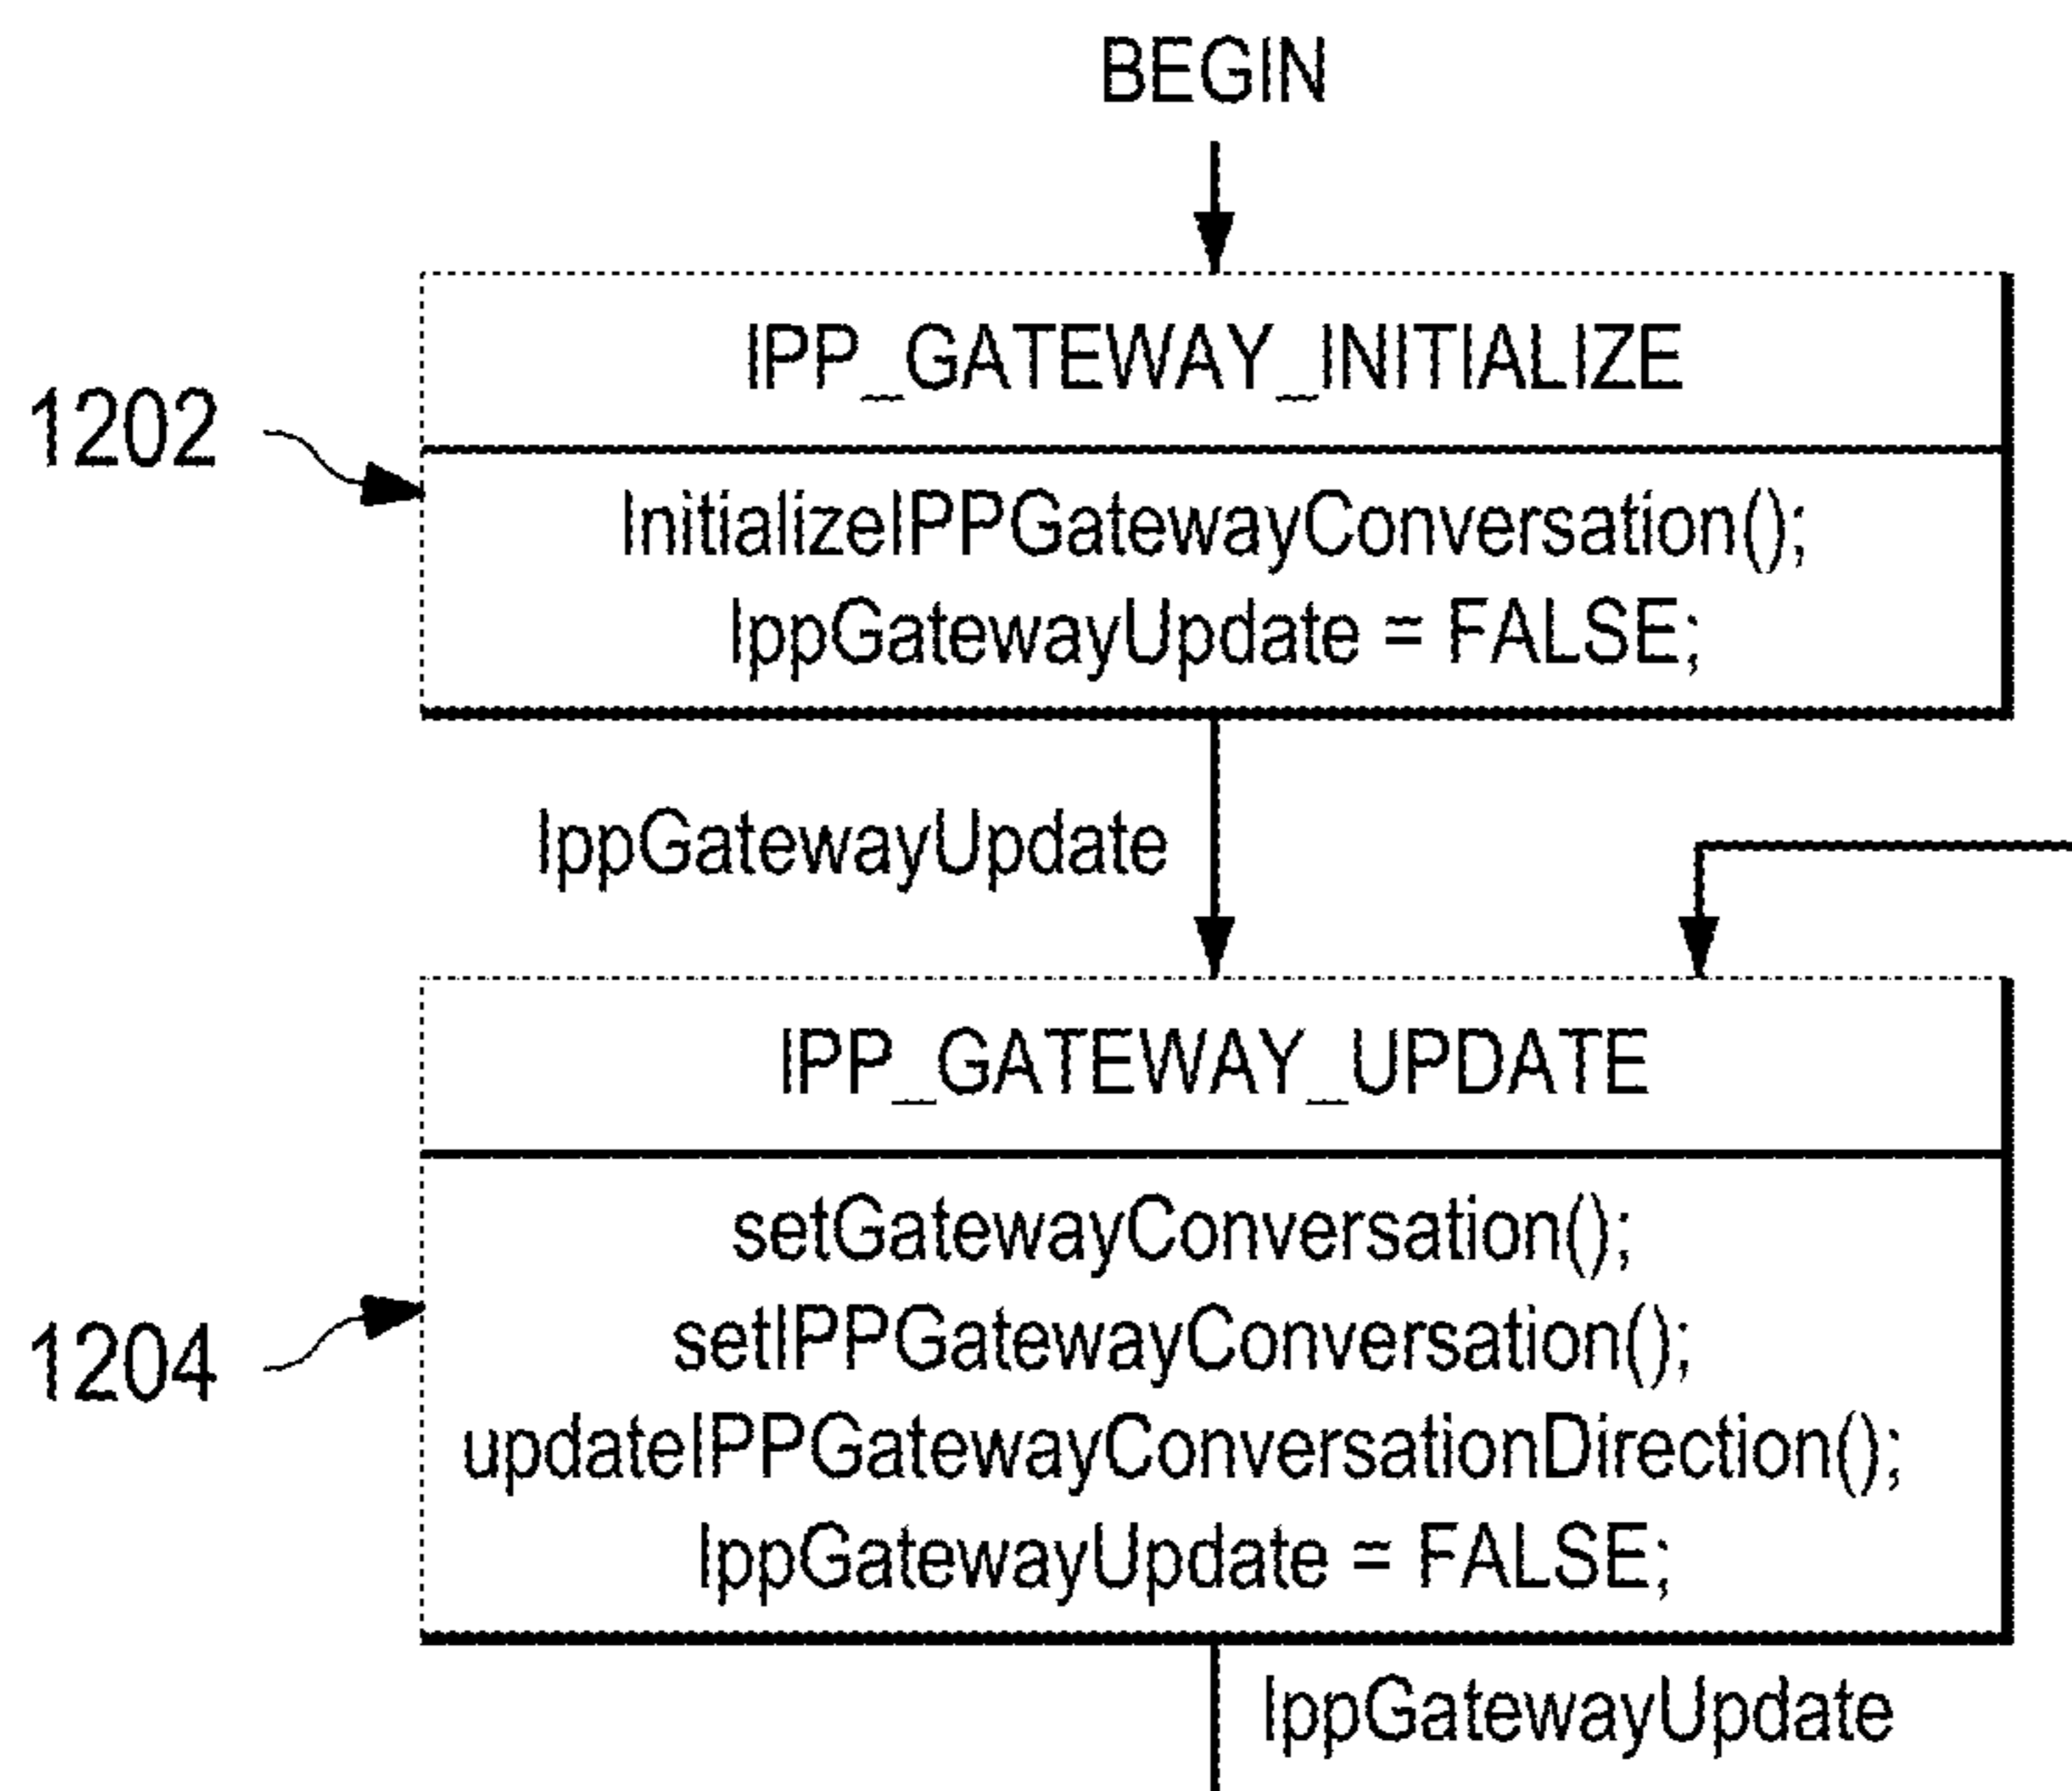 BEGIN
IPP_GATEWAY_INITIALIZE
1202
InitializeIPPGatewayConversation();
IppGatewayUpdate = FALSE;
IppGatewayUpdate
IPP_GATEWAY_UPDATE
setGatewayConversation();
setIPPGatewayConversation();
1204
updateIPPGatewayConversationDirection();
IppGatewayUpdate = FALSE;
IppGatewayUpdate